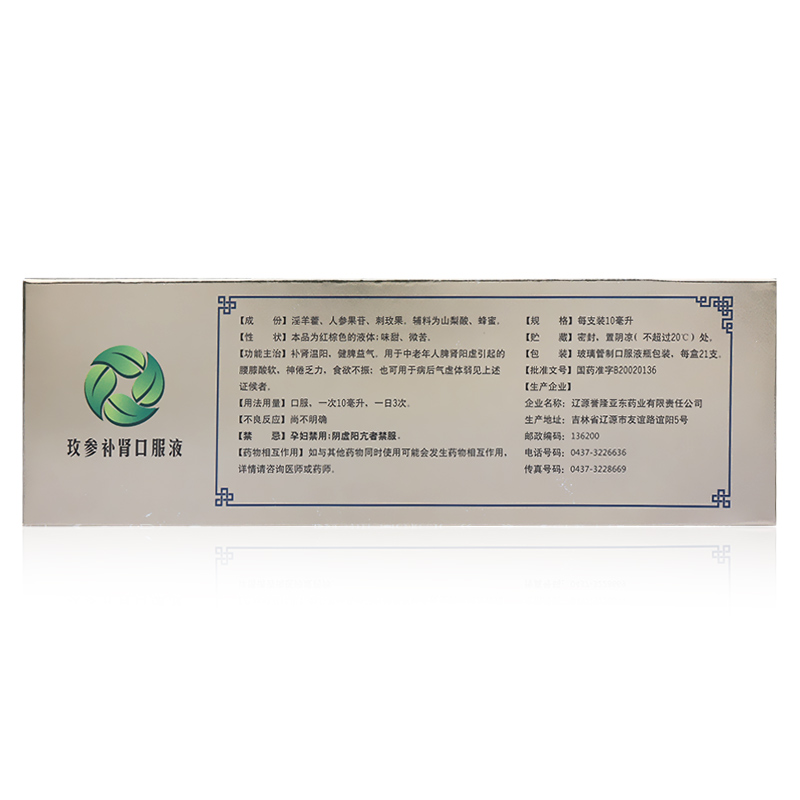 玫参补肾口服液
【成　份】淫羊藿、人参果苷、刺玫果。辅料为山梨酸、蜂蜜。
【性　状】本品为红棕色的液体;味甜、微苦。
【功能主治】补肾温阳、健脾益气。用于中老年人脾肾阳虚引起的
腰膝酸软、神倦乏力、食欲不振;也可用于病后气虚体弱见上述
证候者。
【用法用量】口服、一次10毫升、一日3次。
【不良反应】尚不明确
【禁　忌】孕妇禁用;阴虚阳亢者禁服。
【药物相互作用】如与其他药物同时使用可能会发生药物相互作用、
详情请咨询医师或药师。
【规　格】每支装10毫升
【贮　藏】密封，置阴凉（不超过20℃）处。
【包　装】玻璃管制口服液瓶包装、每盒21支。
【批准文号】国药准字B20020136
【生产企业】
企业名称：辽源誉隆亚东药业有限责任公司
生产地址：吉林省辽源市友谊路谊阳5号
邮政编码：136200
电话号码：0437-3226636
传真号码：0437-3228669